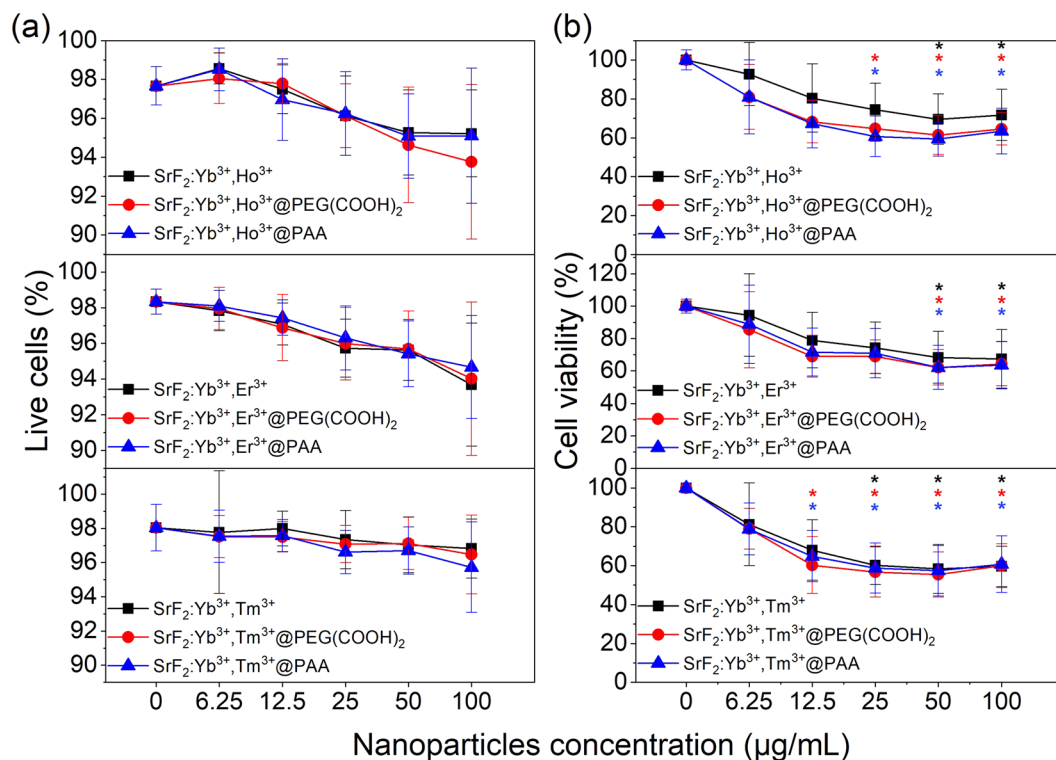 (a)
Live cells (%)
100
98
96
94
92
90
SrF₂:Yb³⁺,Ho³⁺
SrF₂:Yb³⁺,Ho³⁺@PEG(COOH)₂
SrF₂:Yb³⁺,Ho³⁺@PAA
100
98
96
94
92
90
SrF₂:Yb³⁺,Er³⁺
SrF₂:Yb³⁺,Er³⁺@PEG(COOH)₂
SrF₂:Yb³⁺,Er³⁺@PAA
98
96
94
92
90
SrF₂:Yb³⁺,Tm³⁺
SrF₂:Yb³⁺,Tm³⁺@PEG(COOH)₂
SrF₂:Yb³⁺,Tm³⁺@PAA
0 6.25 12.5 25 50 100
(b)
Cell viability (%)
100
80
60
40
20
0
* *
* * *
* * *
SrF₂:Yb³⁺,Ho³⁺
SrF₂:Yb³⁺,Ho³⁺@PEG(COOH)₂
SrF₂:Yb³⁺,Ho³⁺@PAA
120
100
80
60
40
20
0
* *
* *
* *
SrF₂:Yb³⁺,Er³⁺
SrF₂:Yb³⁺,Er³⁺@PEG(COOH)₂
SrF₂:Yb³⁺,Er³⁺@PAA
100
80
60
40
20
0
* * *
* * * *
* * * *
SrF₂:Yb³⁺,Tm³⁺
SrF₂:Yb³⁺,Tm³⁺@PEG(COOH)₂
SrF₂:Yb³⁺,Tm³⁺@PAA
0 6.25 12.5 25 50 100
Nanoparticles concentration (µg/mL)